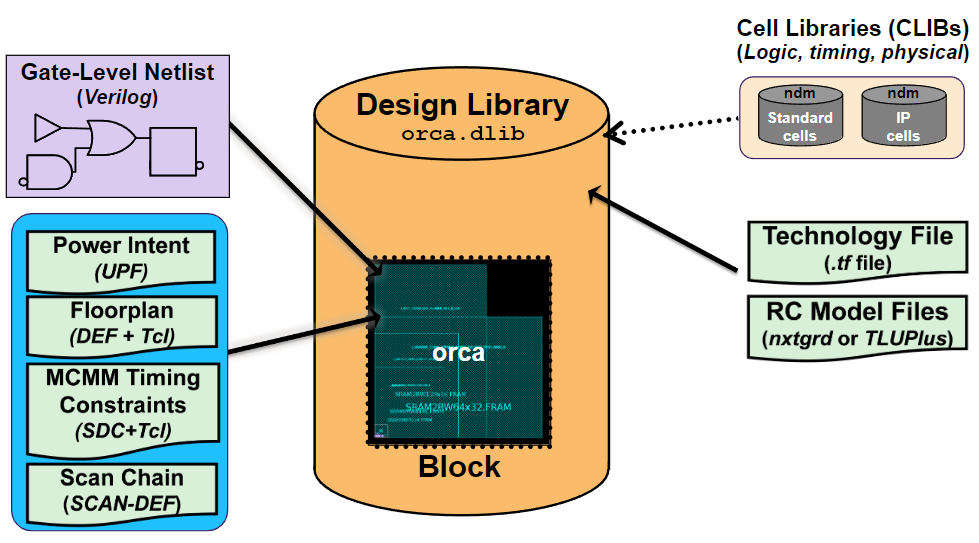 Cell Libraries (CLIBs)
(Logic, timing, physical)
ndm
Standard
cells
ndm
IP
cells
Gate-Level Netlist
(Verilog)
Design Library
orca.dlib
Power Intent
(UPF)
Floorplan
(DEF + Tcl)
MCMM Timing
Constraints
(SDC+Tcl)
Scan Chain
(SCAN-DEF)
orca
SRAM2RW64x32.FRAM
Block
Technology File
(.tf file)
RC Model Files
(nxtgrd or TLUPlus)